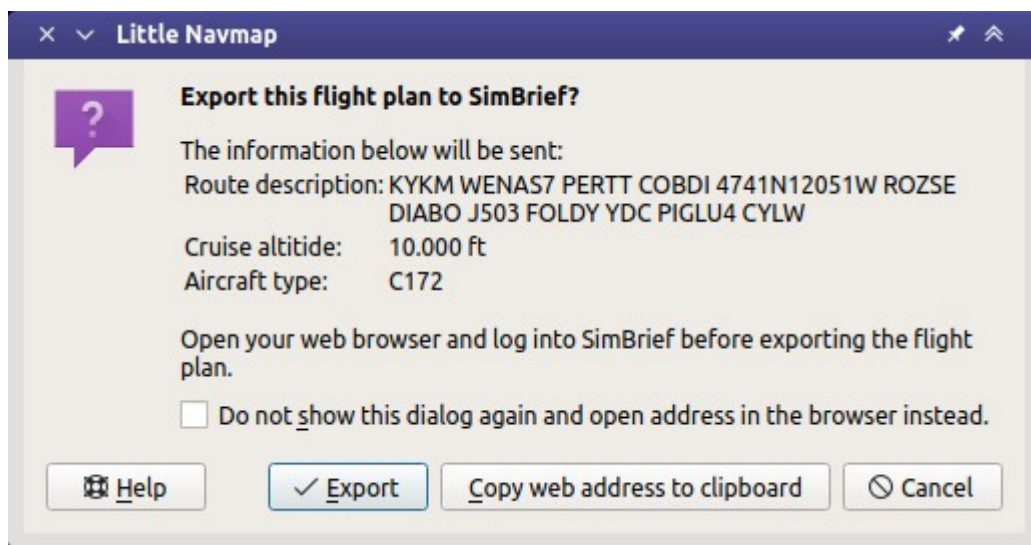 Little Navmap
?
Export this flight plan to SimBrief?
The information below will be sent:
Route description: KYKM WENAS7 PERTT COBDI 4741N12051W ROZSE
DIABO J503 FOLDY YDC PIGLU4 CYLW
Cruise altitide: 10.000 ft
Aircraft type: C172
Open your web browser and log into SimBrief before exporting the flight
plan.
Do not show this dialog again and open address in the browser instead.
Help Export Copy web address to clipboard Cancel